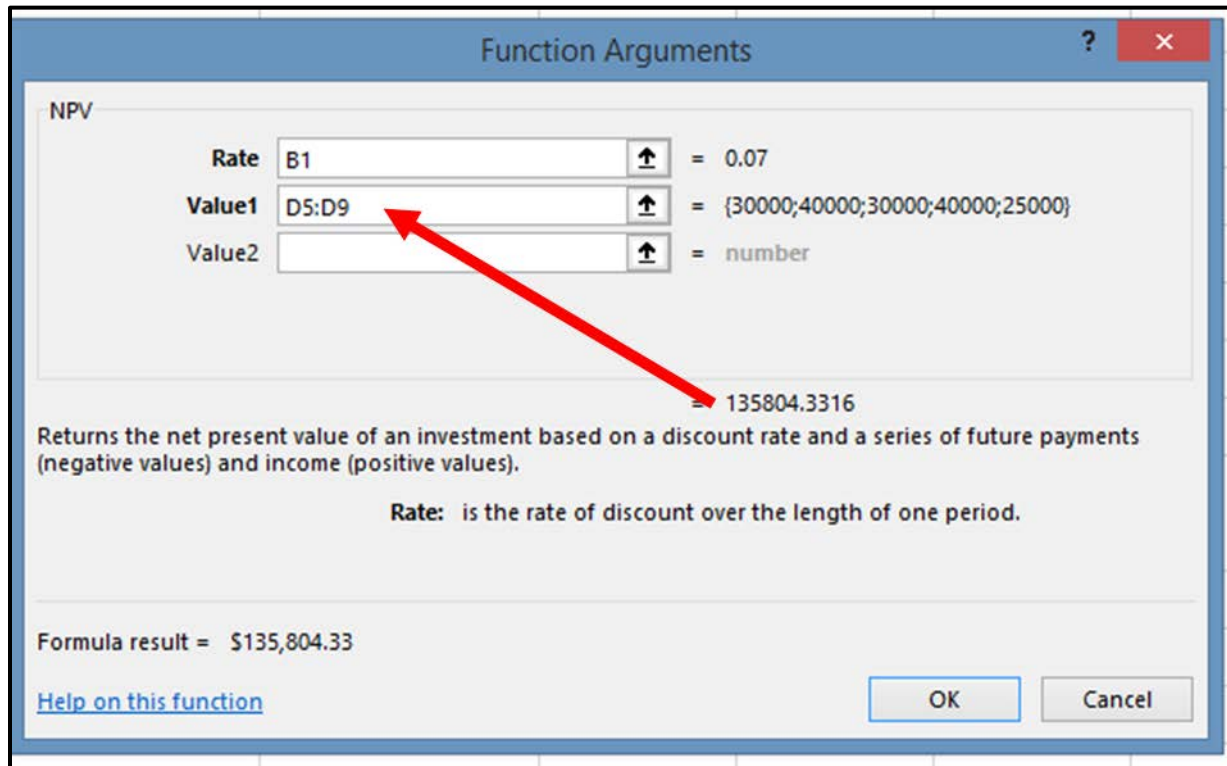 Function Arguments ? ×
NPV
Rate B1 = 0.07
Value1 D5:D9 = {30000;40000;30000;40000;25000}
Value2 = number
= 135804.3316
Returns the net present value of an investment based on a discount rate and a series of future payments
(negative values) and income (positive values).
Rate: is the rate of discount over the length of one period.
Formula result = $135,804.33
Help on this function OK Cancel